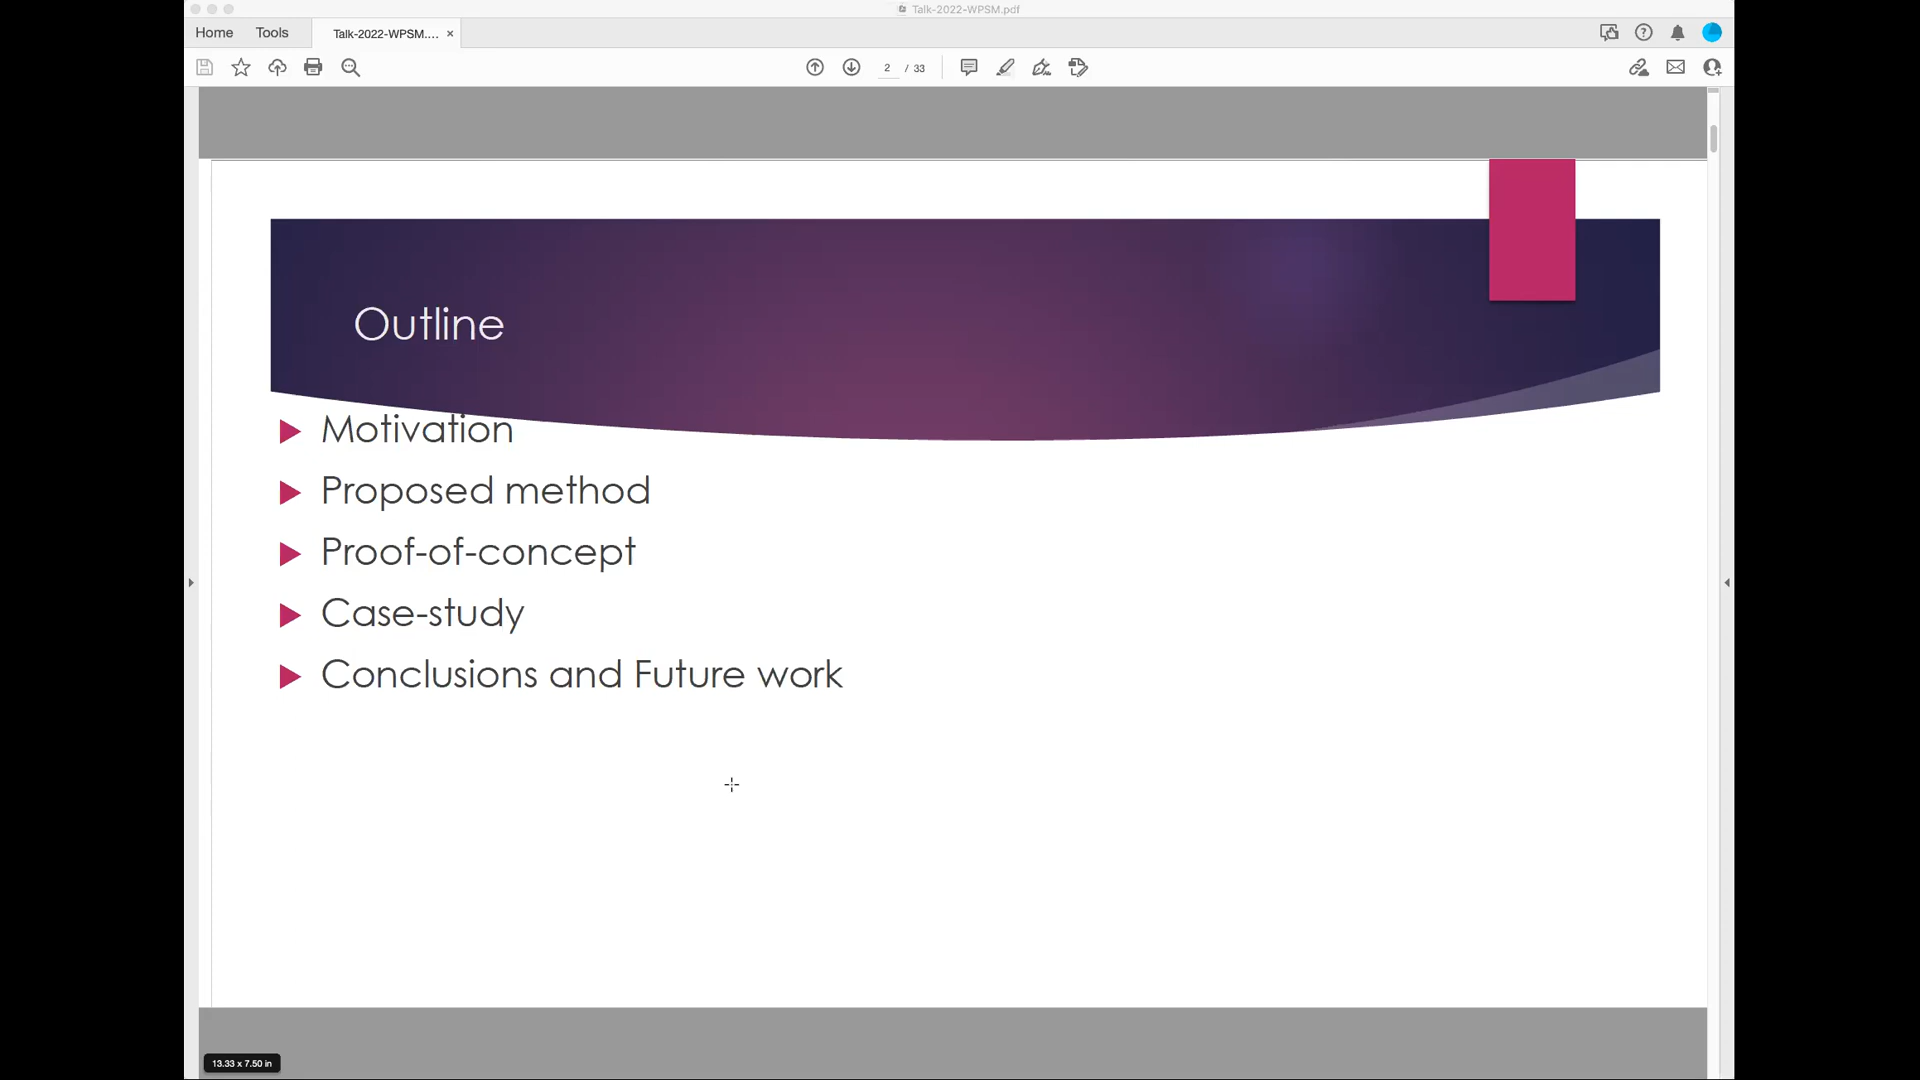 Talk-2022-WPSM.pdf
Home Tools Talk-2022-WPSM.... ×
2 / 33
Outline
Motivation
Proposed method
Proof-of-concept
Case-study
Conclusions and Future work
13.33 x 7.50 in